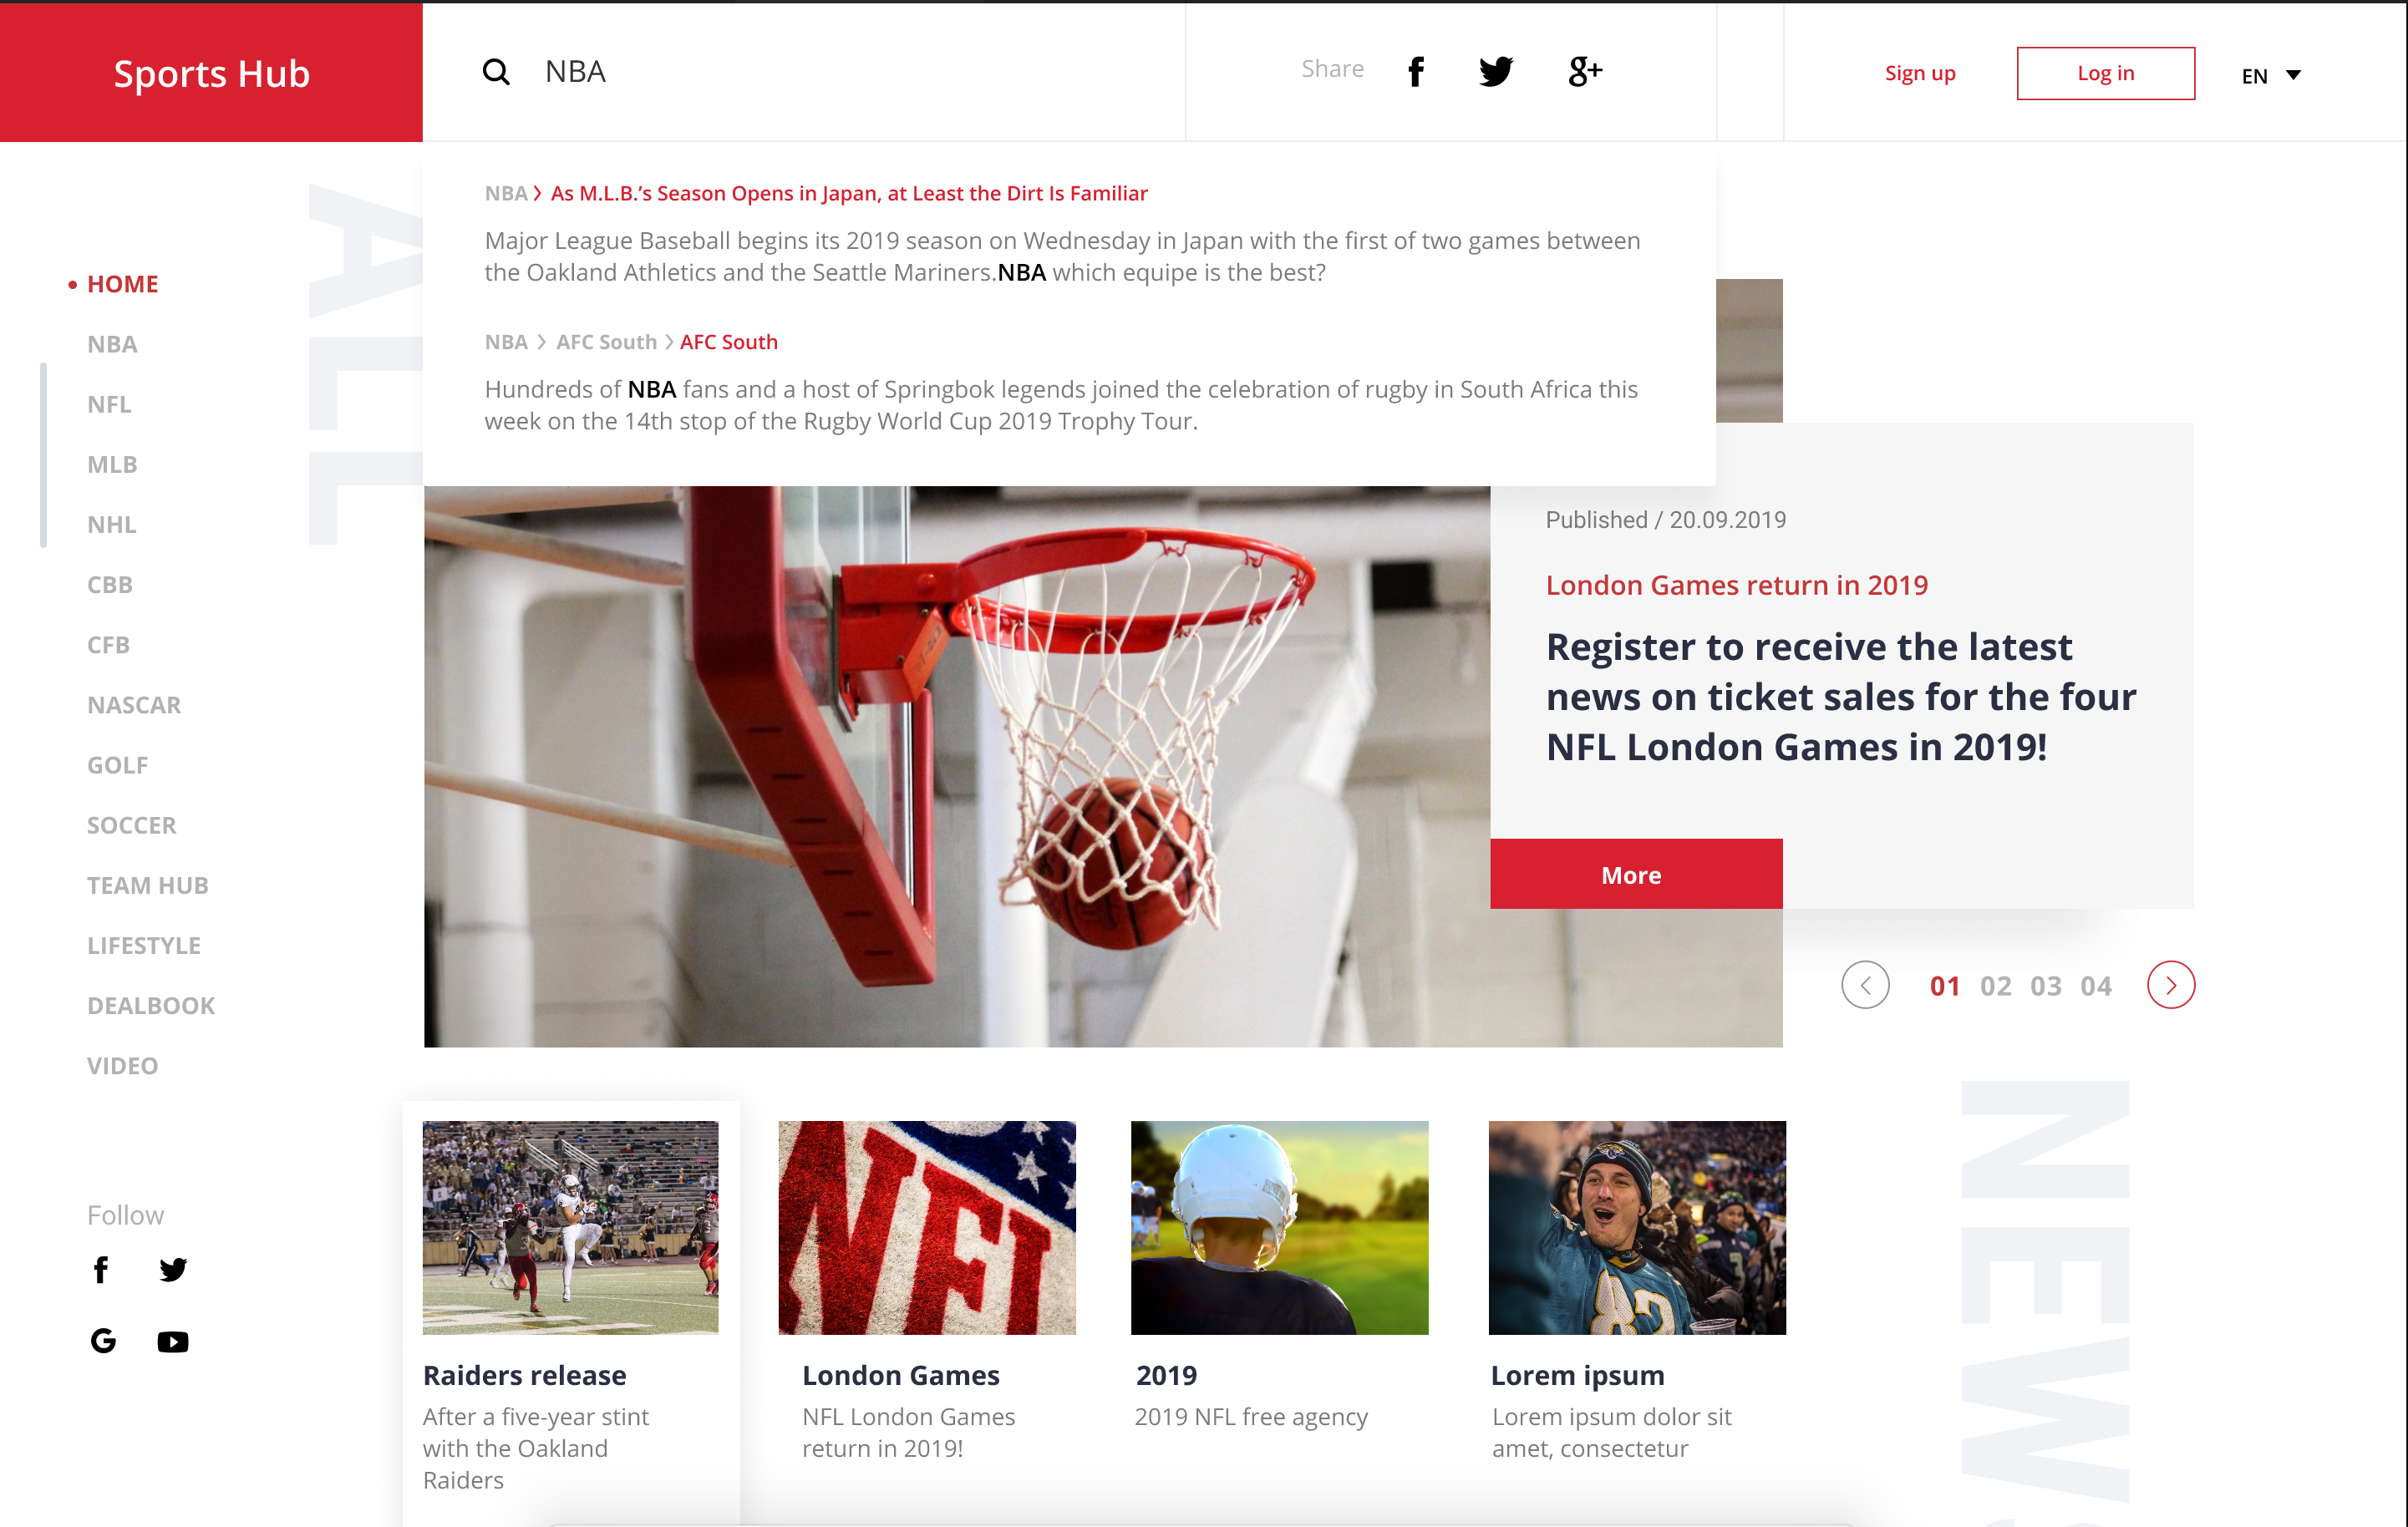 Sports Hub
NBA
Share
Sign up
Log in
EN
ALL
HOME
NBA
NFL
MLB
NHL
CBB
CFB
NASCAR
GOLF
SOCCER
TEAM HUB
LIFESTYLE
DEALBOOK
VIDEO
Follow
NBA > As M.L.B.’s Season Opens in Japan, at Least the Dirt Is Familiar
Major League Baseball begins its 2019 season on Wednesday in Japan with the first of two games between
the Oakland Athletics and the Seattle Mariners.NBA which equipe is the best?
NBA > AFC South > AFC South
Hundreds of NBA fans and a host of Springbok legends joined the celebration of rugby in South Africa this
week on the 14th stop of the Rugby World Cup 2019 Trophy Tour.
Published / 20.09.2019
London Games return in 2019
Register to receive the latest
news on ticket sales for the four
NFL London Games in 2019!
More
01 02 03 04
NFL
Raiders release
After a five-year stint
with the Oakland
Raiders
London Games
NFL London Games
return in 2019!
2019
2019 NFL free agency
Lorem ipsum
Lorem ipsum dolor sit
amet, consectetur
NEWS